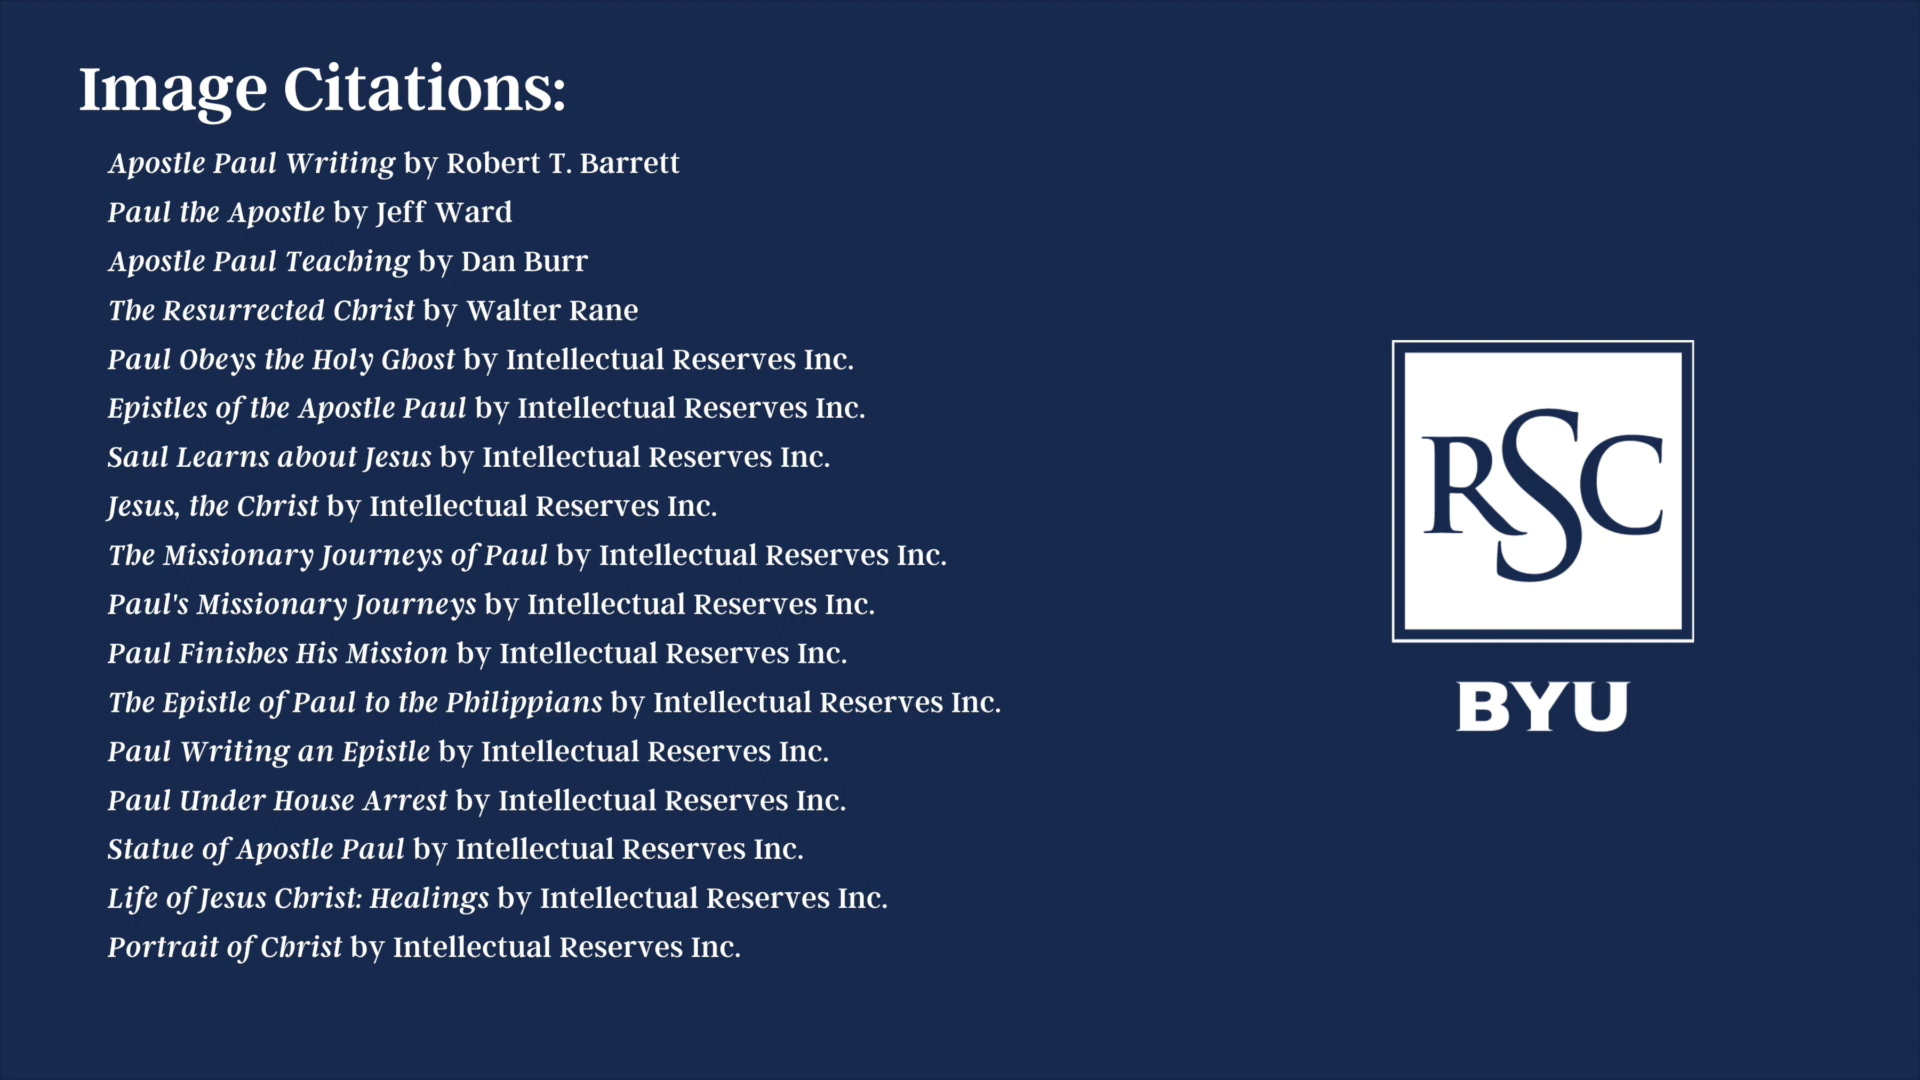 Image Citations:
Apostle Paul Writing by Robert T. Barrett
Paul the Apostle by Jeff Ward
Apostle Paul Teaching by Dan Burr
The Resurrected Christ by Walter Rane
Paul Obeys the Holy Ghost by Intellectual Reserves Inc.
Epistles of the Apostle Paul by Intellectual Reserves Inc.
Saul Learns about Jesus by Intellectual Reserves Inc.
Jesus, the Christ by Intellectual Reserves Inc.
The Missionary Journeys of Paul by Intellectual Reserves Inc.
Paul's Missionary Journeys by Intellectual Reserves Inc.
Paul Finishes His Mission by Intellectual Reserves Inc.
The Epistle of Paul to the Philippians by Intellectual Reserves Inc.
Paul Writing an Epistle by Intellectual Reserves Inc.
Paul Under House Arrest by Intellectual Reserves Inc.
Statue of Apostle Paul by Intellectual Reserves Inc.
Life of Jesus Christ: Healings by Intellectual Reserves Inc.
Portrait of Christ by Intellectual Reserves Inc.
RSC
BYU